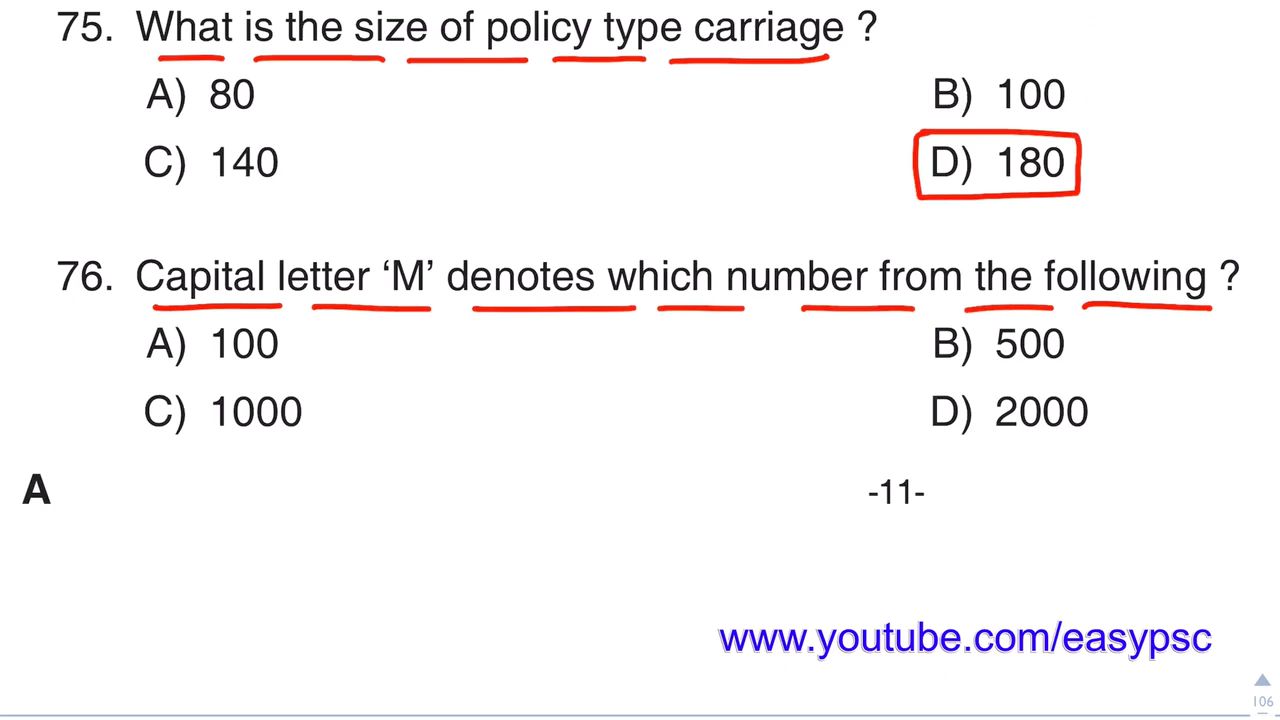 75. What is the size of policy type carriage ?
A) 80 B) 100
C) 140 D) 180
76. Capital letter ‘M’ denotes which number from the following ?
A) 100 B) 500
C) 1000 D) 2000
A -11-
www.youtube.com/easypsc
106